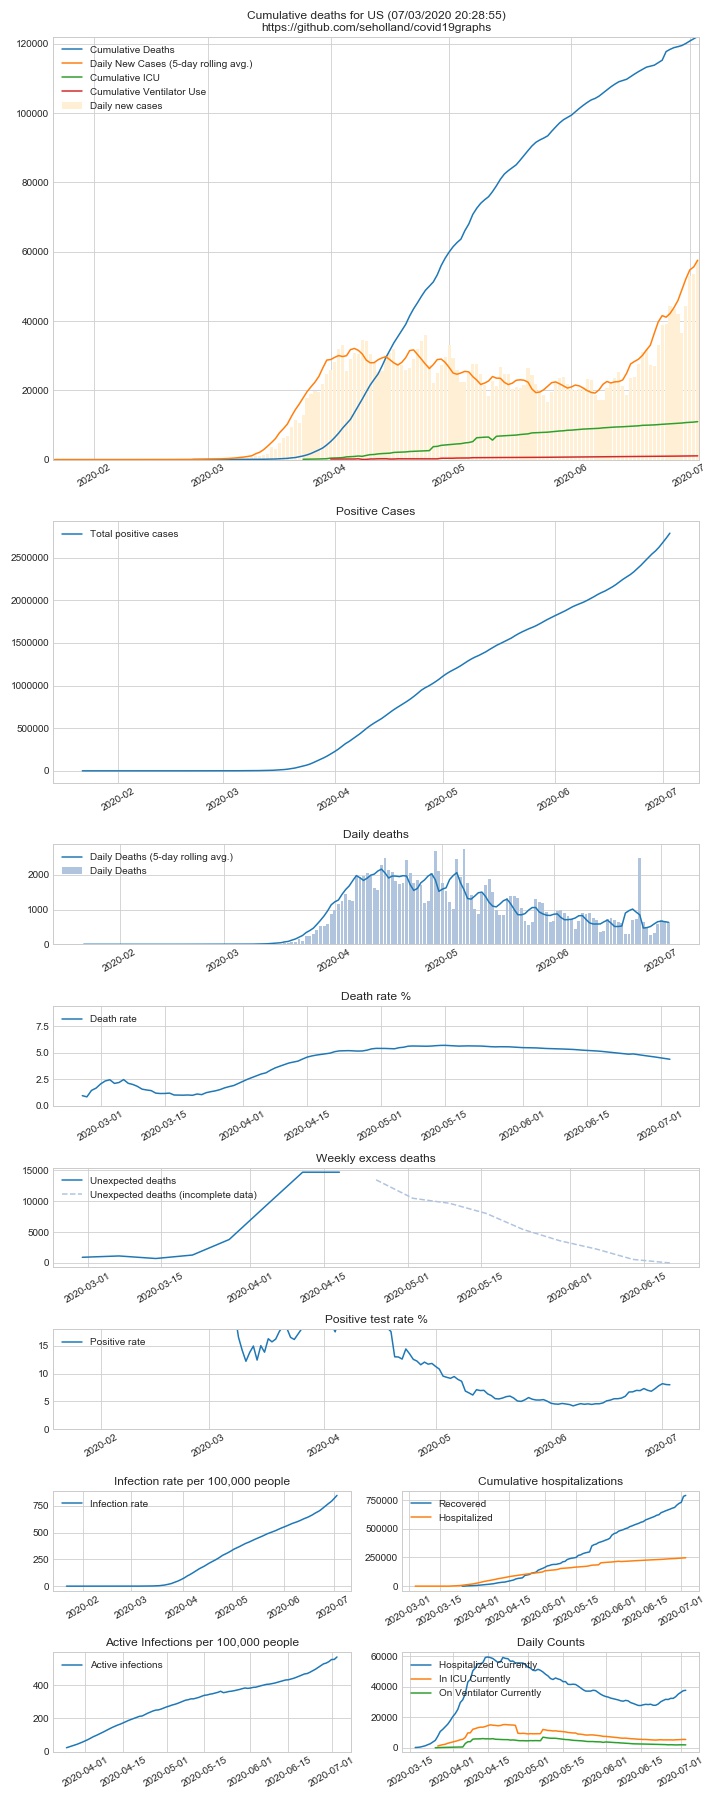 Cumulative deaths for US (07/03/2020 20:28:55)
https://github.com/seholland/covid19graphs
Cumulative Deaths
Daily New Cases (5-day rolling avg.)
Cumulative ICU
Cumulative Ventilator Use
Daily new cases
120000
100000
80000
60000
40000
20000
0
2020-02 2020-03 2020-04 2020-05 2020-06 2020-07
Positive Cases
Total positive cases
2500000
2000000
1500000
1000000
500000
0
2020-02 2020-03 2020-04 2020-05 2020-06 2020-07
Daily deaths
Daily Deaths (5-day rolling avg.)
Daily Deaths
2000
1000
0
2020-02 2020-03 2020-04 2020-05 2020-06 2020-07
Death rate %
Death rate
7.5
5.0
2.5
0.0
2020-03-01 2020-03-15 2020-04-01 2020-04-15 2020-05-01 2020-05-15 2020-06-01 2020-06-15 2020-07-01
Weekly excess deaths
Unexpected deaths
Unexpected deaths (incomplete data)
15000
10000
5000
0
2020-03-01 2020-03-15 2020-04-01 2020-04-15 2020-05-01 2020-05-15 2020-06-01 2020-06-15
Positive test rate %
Positive rate
15
10
5
0
2020-02 2020-03 2020-04 2020-05 2020-06 2020-07
Infection rate per 100,000 people
Infection rate
750
500
250
0
2020-02 2020-03 2020-04 2020-05 2020-06 2020-07
Cumulative hospitalizations
Recovered
Hospitalized
750000
500000
250000
0
2020-03-01 2020-03-15 2020-04-01 2020-04-15 2020-05-01 2020-05-15 2020-06-01 2020-06-15 2020-07-01
Active Infections per 100,000 people
Active infections
400
200
0
2020-04-01 2020-04-15 2020-05-01 2020-05-15 2020-06-01 2020-06-15 2020-07-01
Daily Counts
Hospitalized Currently
In ICU Currently
On Ventilator Currently
60000
40000
20000
0
2020-03-15 2020-04-01 2020-04-15 2020-05-01 2020-05-15 2020-06-01 2020-06-15 2020-07-01